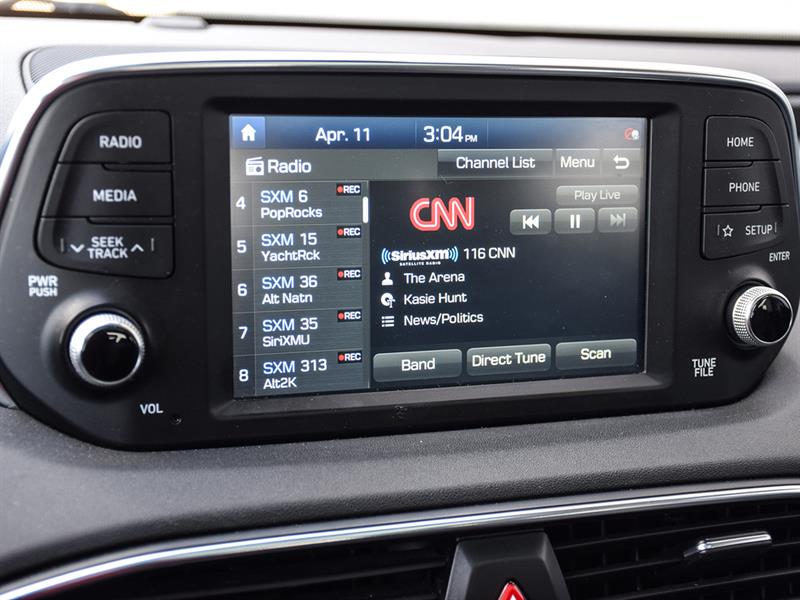 RADIO
MEDIA
SEEK
TRACK
PWR
PUSH
VOL
Apr. 11
3:04 PM
Radio
Channel List
Menu
4
SXM 6
REC
PopRocks
5
SXM 15
REC
YachtRck
6
SXM 36
REC
Alt Natn
7
SXM 35
REC
SiriXMU
8
SXM 313
REC
Alt2K
CNN
Play Live
((SiriusXM)) 116 CNN
SATELLITE RADIO
The Arena
Kasie Hunt
News/Politics
Band
Direct Tune
Scan
HOME
PHONE
SETUP
ENTER
TUNE
FILE